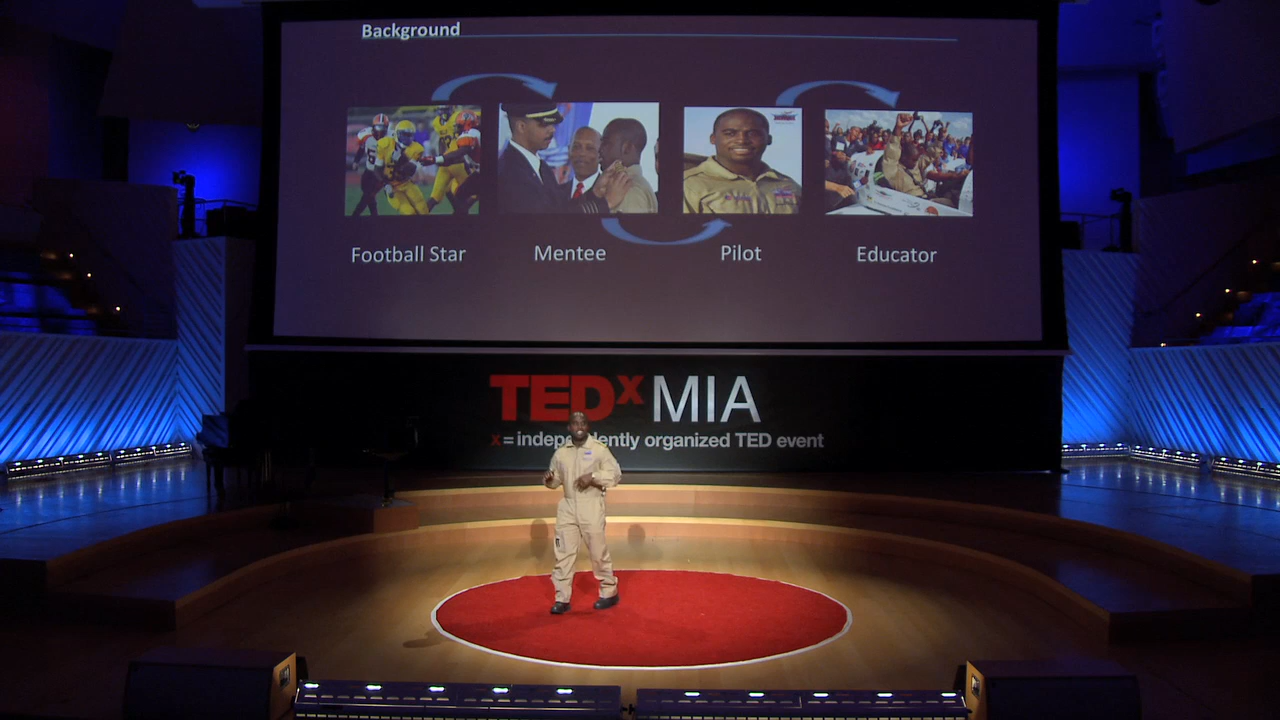 Background
Football Star
Mentee
Pilot
Educator
TEDx MIA
x = independently organized TED event